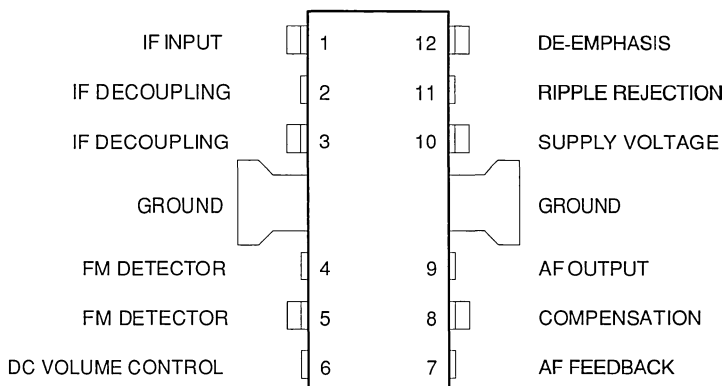 IF INPUT 1 12 DE-EMPHASIS
IF DECOUPLING 2 11 RIPPLE REJECTION
IF DECOUPLING 3 10 SUPPLY VOLTAGE
GROUND GROUND
FM DETECTOR 4 9 AF OUTPUT
FM DETECTOR 5 8 COMPENSATION
DC VOLUME CONTROL 6 7 AF FEEDBACK